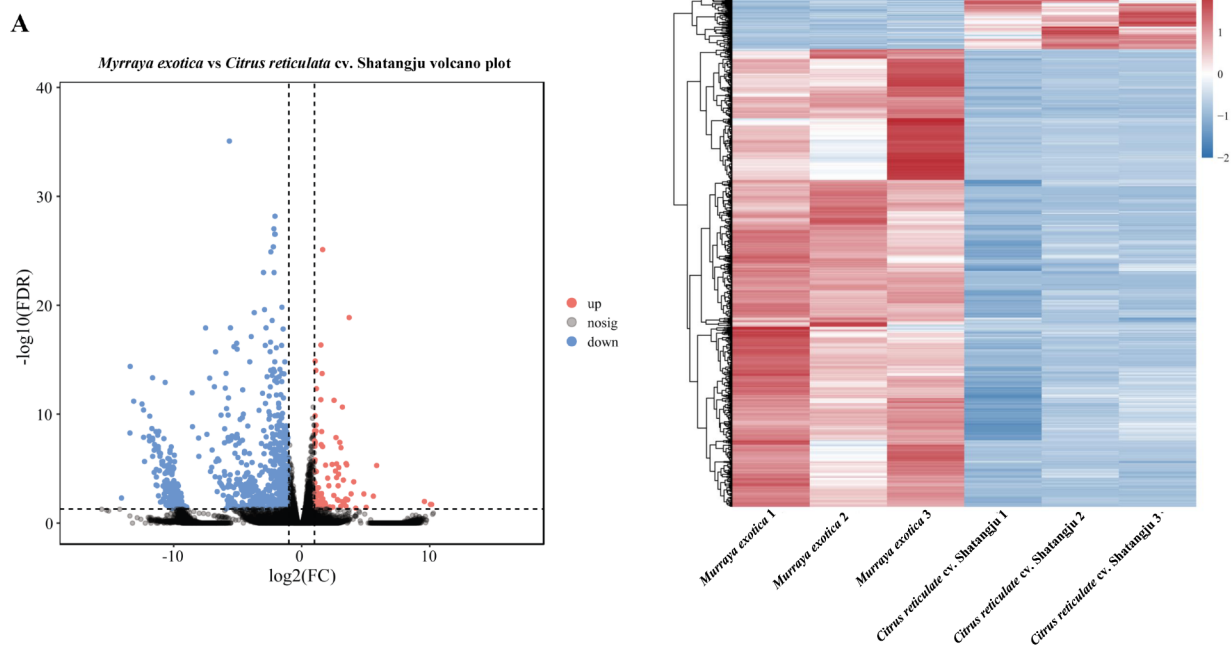 A
Myrraya exotica vs Citrus reticulata cv. Shatangju volcano plot
40
30
20
10
0
-log10(FDR)
-10
0
10
log2(FC)
up
nosig
down
1
0
−1
−2
Murraya exotica 1
Murraya exotica 2
Murraya exotica 3
Citrus reticulate cv. Shatangju 1
Citrus reticulate cv. Shatangju 2
Citrus reticulate cv. Shatangju 3